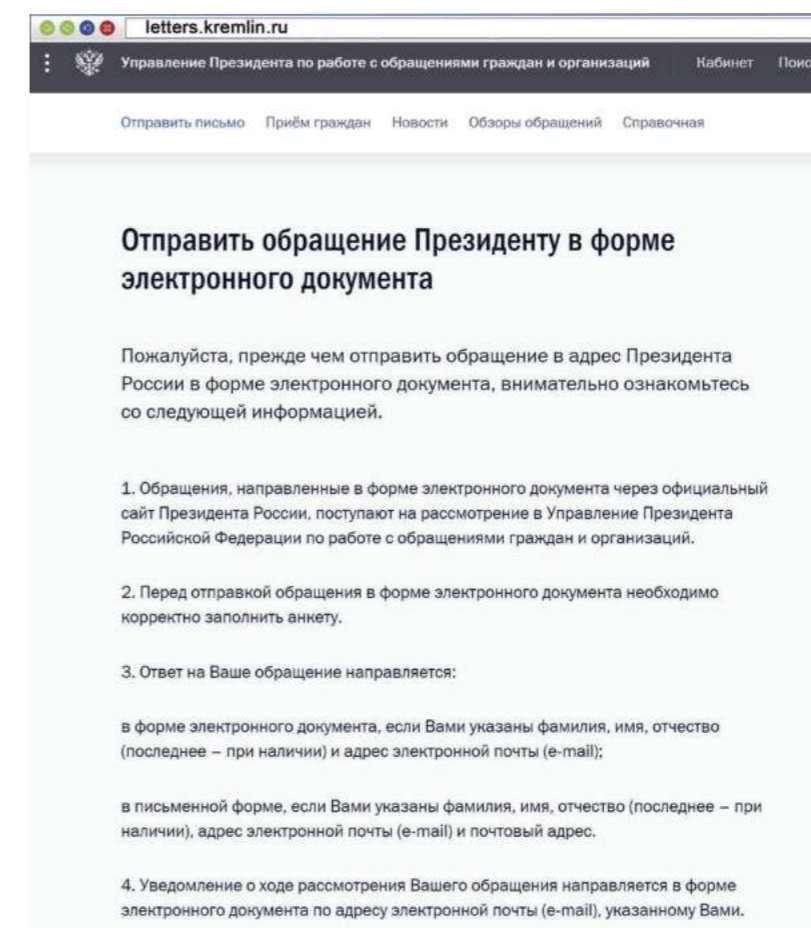 letters.kremlin.ru
Управление Президента по работе с обращениями граждан и организаций Кабинет Поис
Отправить письмо Приём граждан Новости Обзоры обращений Справочная
Отправить обращение Президенту в форме
электронного документа
Пожалуйста, прежде чем отправить обращение в адрес Президента
России в форме электронного документа, внимательно ознакомьтесь
со следующей информацией.
1. Обращения, направленные в форме электронного документа через официальный
сайт Президента России, поступают на рассмотрение в Управление Президента
Российской Федерации по работе с обращениями граждан и организаций.
2. Перед отправкой обращения в форме электронного документа необходимо
корректно заполнить анкету.
3. Ответ на Ваше обращение направляется:
в форме электронного документа, если Вами указаны фамилия, имя, отчество
(последнее – при наличии) и адрес электронной почты (e-mail);
в письменной форме, если Вами указаны фамилия, имя, отчество (последнее – при
наличии), адрес электронной почты (e-mail) и почтовый адрес.
4. Уведомление о ходе рассмотрения Вашего обращения направляется в форме
электронного документа по адресу электронной почты (e-mail), указанному Вами.